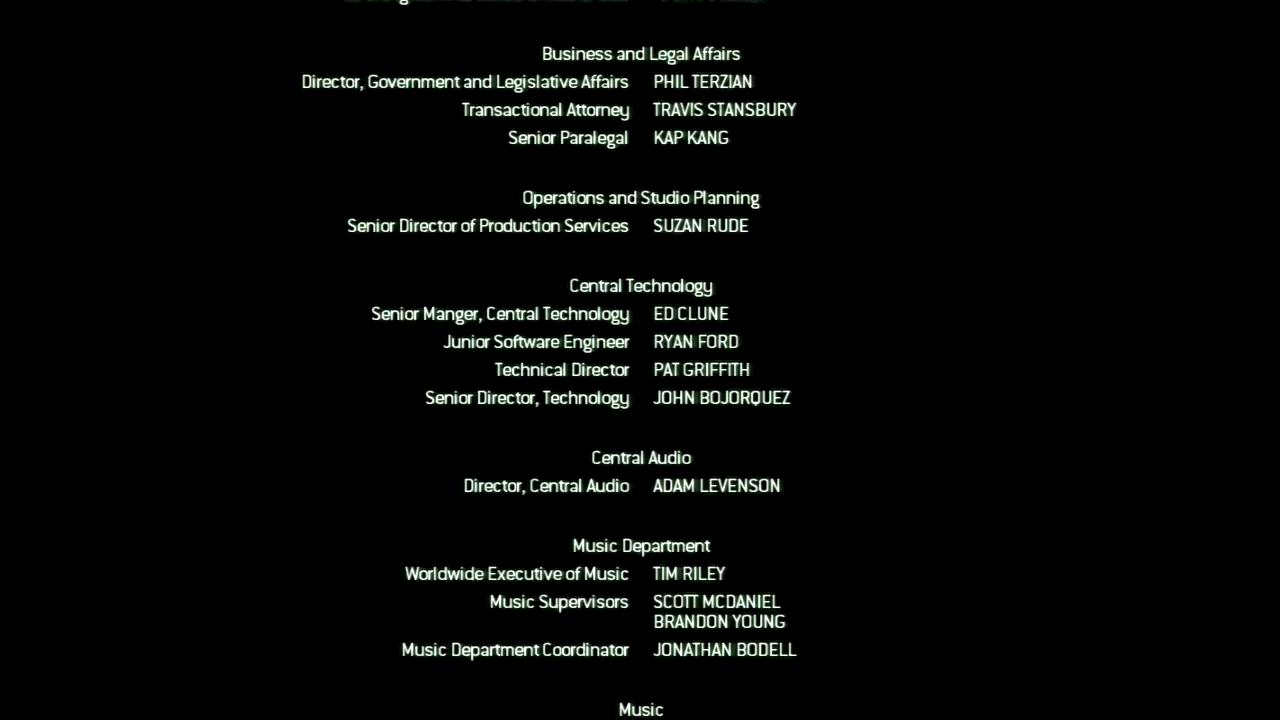 Business and Legal Affairs
Director, Government and Legislative Affairs PHIL TERZIAN
Transactional Attorney TRAVIS STANSBURY
Senior Paralegal KAP KANG
Operations and Studio Planning
Senior Director of Production Services SUZAN RUDE
Central Technology
Senior Manger, Central Technology ED CLUNE
Junior Software Engineer RYAN FORD
Technical Director PAT GRIFFITH
Senior Director, Technology JOHN BOJORQUEZ
Central Audio
Director, Central Audio ADAM LEVENSON
Music Department
Worldwide Executive of Music TIM RILEY
Music Supervisors SCOTT MCDANIEL
BRANDON YOUNG
Music Department Coordinator JONATHAN BODELL
Music